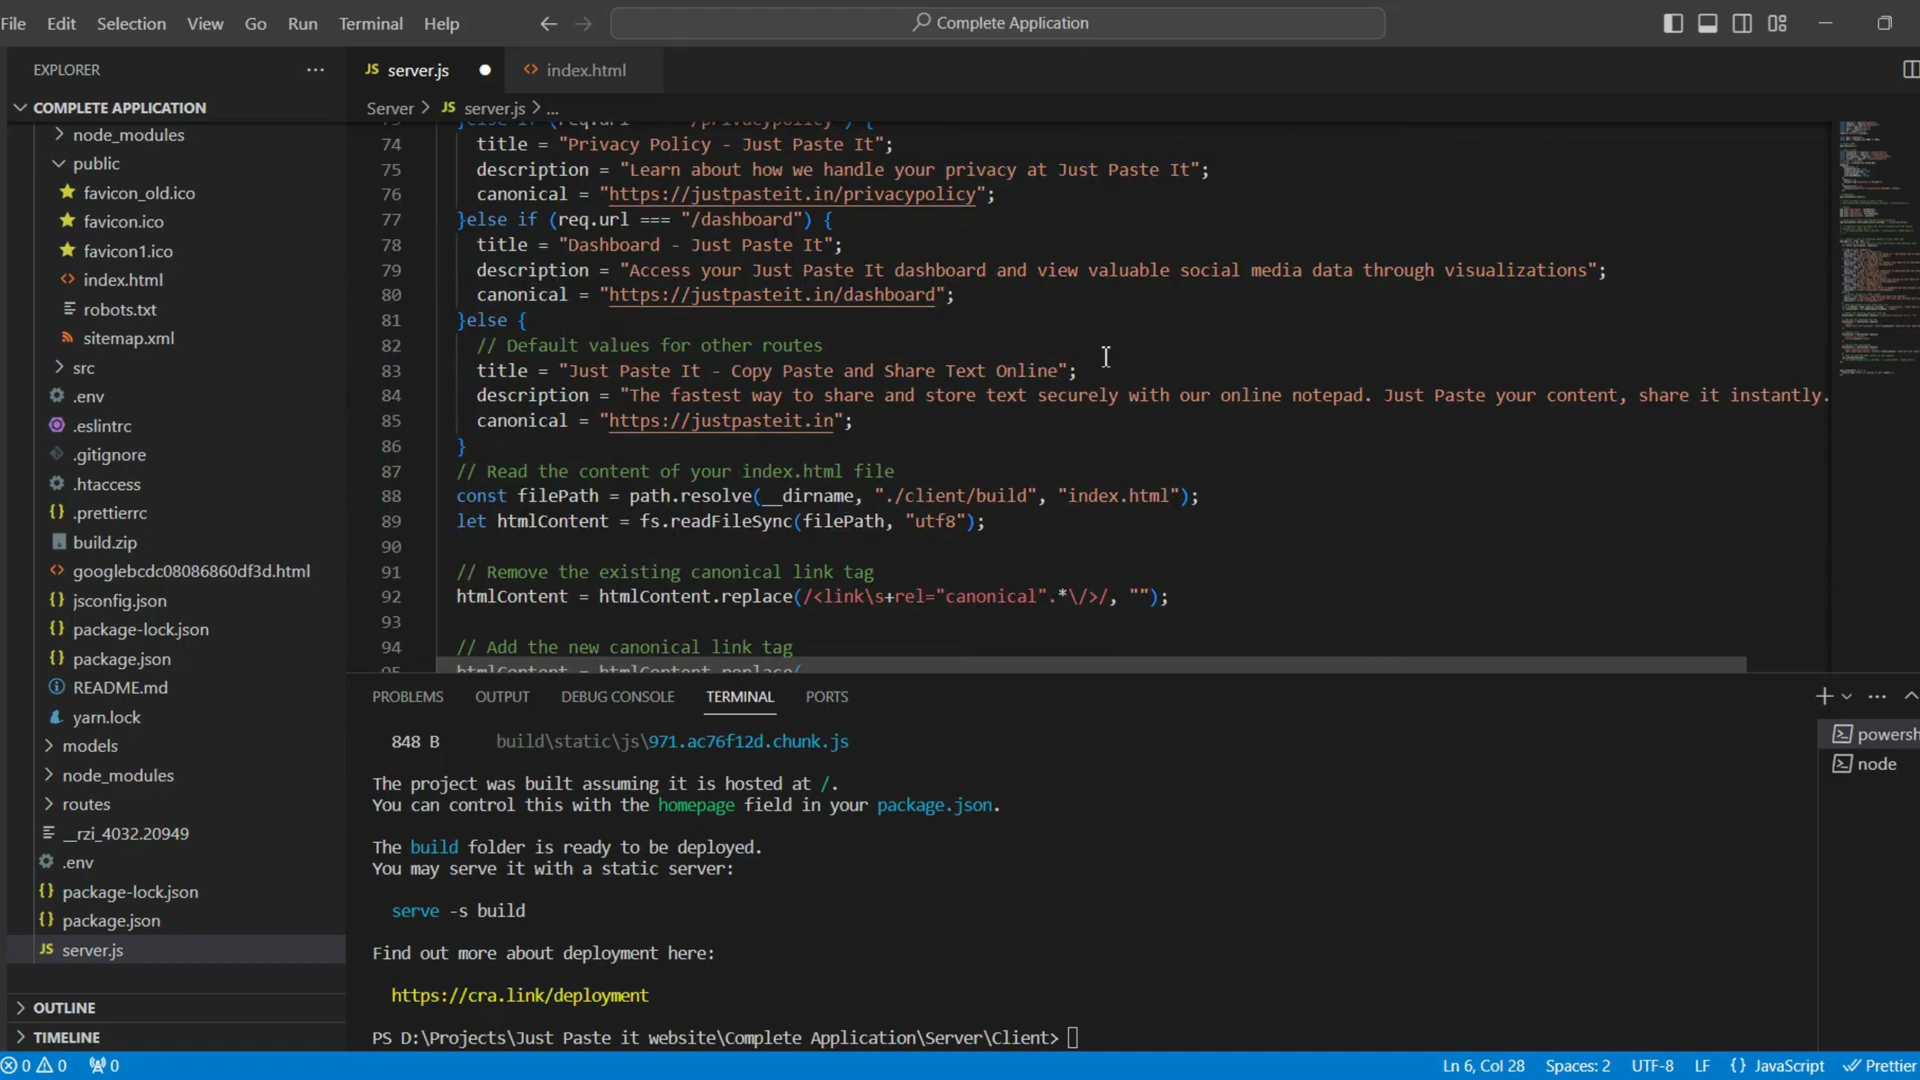 File Edit Selection View Go Run Terminal Help
Complete Application
EXPLORER
COMPLETE APPLICATION
node_modules
public
favicon_old.ico
favicon.ico
favicon1.ico
index.html
robots.txt
sitemap.xml
src
.env
.eslintrc
.gitignore
.htaccess
.prettierrc
build.zip
googlebcdc08086860df3d.html
jsconfig.json
package-lock.json
package.json
README.md
yarn.lock
models
node_modules
routes
__rzi_4032.20949
.env
package-lock.json
package.json
JS server.js
OUTLINE
TIMELINE
JS server.js index.html
Server > JS server.js > ...
74 title = "Privacy Policy - Just Paste It";
75 description = "Learn about how we handle your privacy at Just Paste It";
76 canonical = "https://justpasteit.in/privacypolicy";
77 }else if (req.url === "/dashboard") {
78 title = "Dashboard - Just Paste It";
79 description = "Access your Just Paste It dashboard and view valuable social media data through visualizations";
80 canonical = "https://justpasteit.in/dashboard";
81 }else {
82 // Default values for other routes
83 title = "Just Paste It - Copy Paste and Share Text Online";
84 description = "The fastest way to share and store text securely with our online notepad. Just Paste your content, share it instantly.
85 canonical = "https://justpasteit.in";
86 }
87 // Read the content of your index.html file
88 const filePath = path.resolve(__dirname, "./client/build", "index.html");
89 let htmlContent = fs.readFileSync(filePath, "utf8");
90
91 // Remove the existing canonical link tag
92 htmlContent = htmlContent.replace(/<link\s+rel="canonical".*\/>/, "");
93
94 // Add the new canonical link tag
95 htmlContent = htmlContent.replace(
PROBLEMS OUTPUT DEBUG CONSOLE TERMINAL PORTS
848 B build\static\js\971.ac76f12d.chunk.js
The project was built assuming it is hosted at /.
You can control this with the homepage field in your package.json.
The build folder is ready to be deployed.
You may serve it with a static server:
serve -s build
Find out more about deployment here:
https://cra.link/deployment
PS D:\Projects\Just Paste it website\Complete Application\Server\Client>
powersh
node
0 0 0 Ln 6, Col 28 Spaces: 2 UTF-8 LF {} JavaScript Prettier